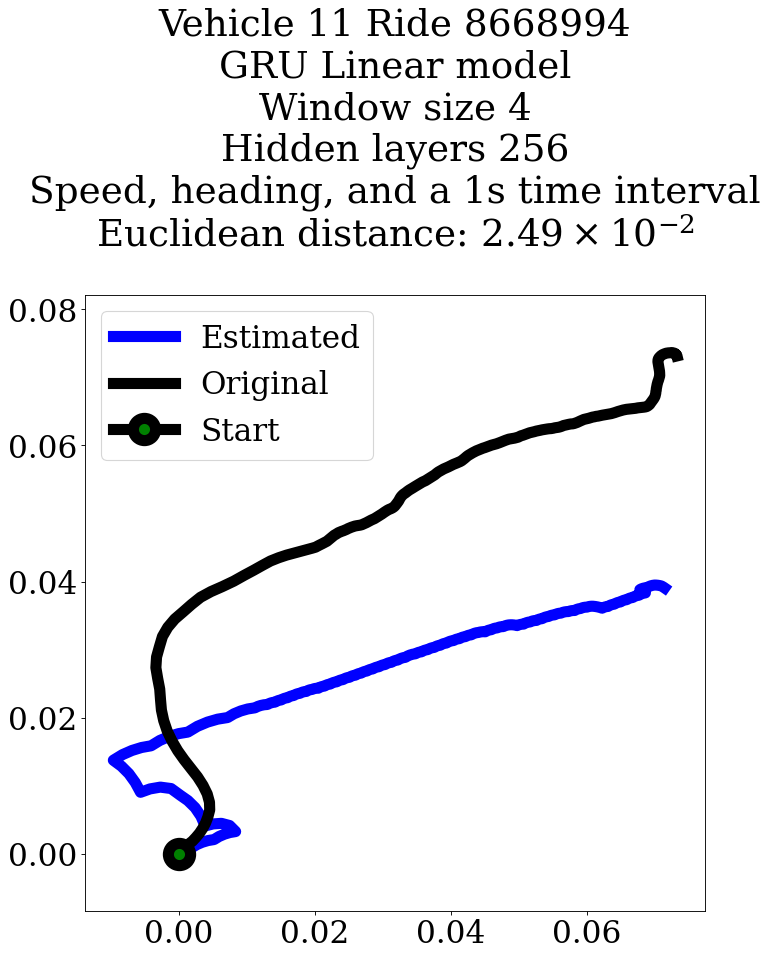 Vehicle 11 Ride 8668994
GRU Linear model
Window size 4
Hidden layers 256
Speed, heading, and a 1s time interval
Euclidean distance: 2.49 × 10⁻²
0.08
Estimated
Original
Start
0.06
0.04
0.02
0.00
0.00 0.02 0.04 0.06